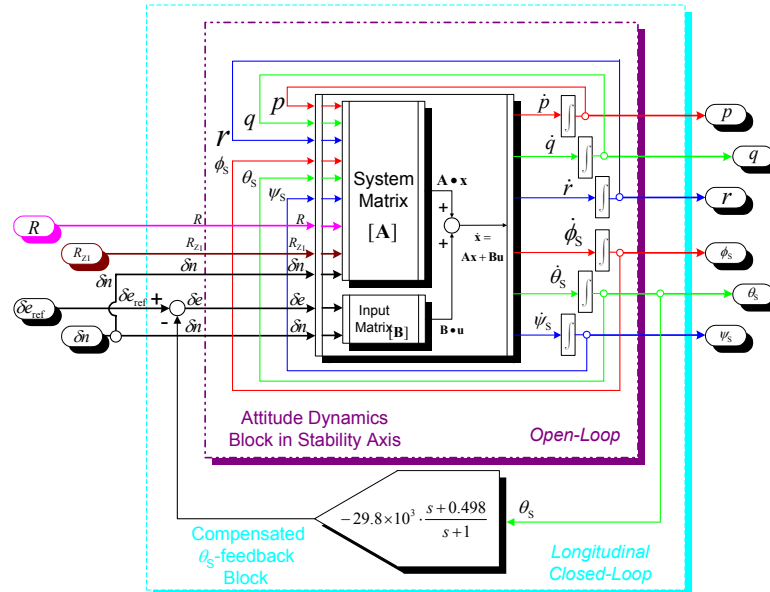 p
q
r
ϕS
θS
ψS
R
R
RZ1
RZ1
δn
δn
δn
δeref
δeref
+
-
δe
δe
δn
δn
δn
System
Matrix
[A]
Input
Matrix[B]
A • x
+
+
B • u
ẋ =
Ax + Bu
ṗ
∫
p
q̇
∫
q
ṙ
∫
r
ϕ̇S
∫
ϕS
θ̇S
∫
θS
ψ̇S
∫
ψS
Attitude Dynamics
Block in Stability Axis
Open-Loop
−29.8×10³ · (s + 0.498)/(s + 1)
θS
Compensated
θS-feedback
Block
Longitudinal
Closed-Loop